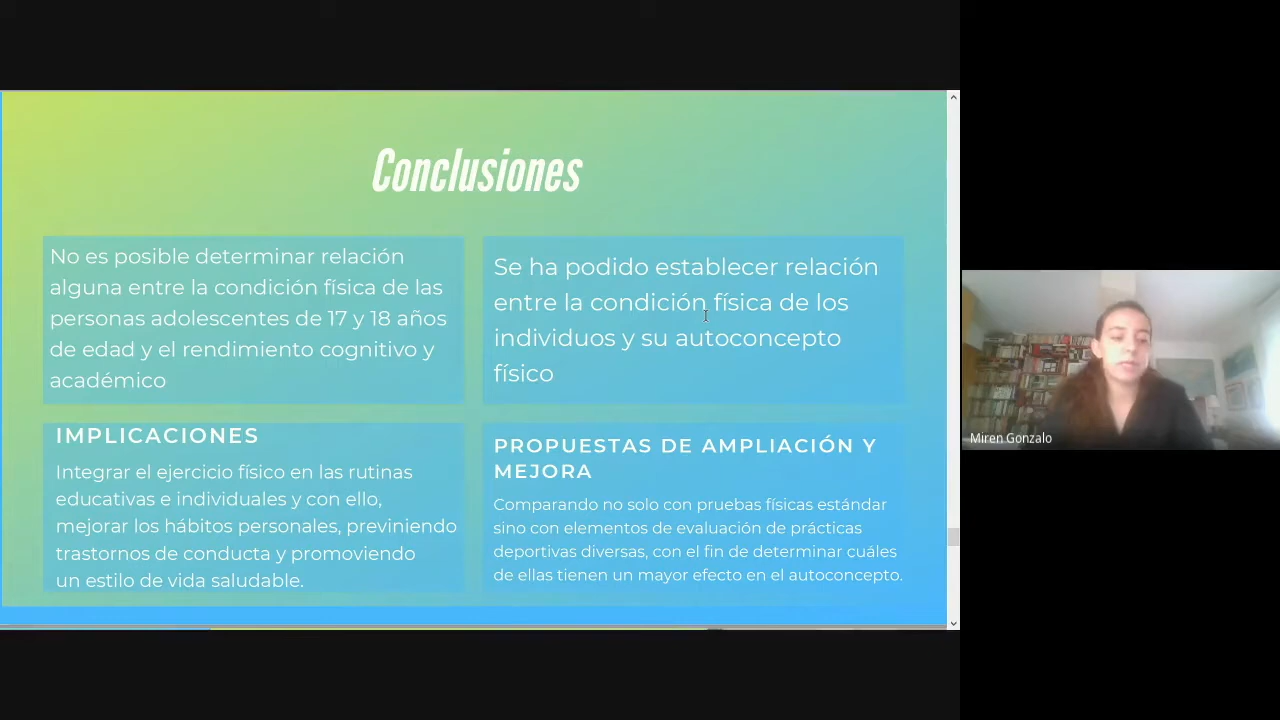 Conclusiones
No es posible determinar relación
alguna entre la condición física de las
personas adolescentes de 17 y 18 años
de edad y el rendimiento cognitivo y
académico
Se ha podido establecer relación
entre la condición física de los
individuos y su autoconcepto
físico
IMPLICACIONES
Integrar el ejercicio físico en las rutinas
educativas e individuales y con ello,
mejorar los hábitos personales, previniendo
trastornos de conducta y promoviendo
un estilo de vida saludable.
PROPUESTAS DE AMPLIACIÓN Y
MEJORA
Comparando no solo con pruebas físicas estándar
sino con elementos de evaluación de prácticas
deportivas diversas, con el fin de determinar cuáles
de ellas tienen un mayor efecto en el autoconcepto.
Miren Gonzalo